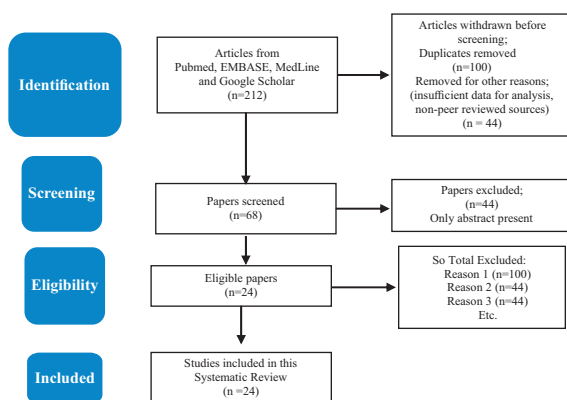 Identification
Articles from
Pubmed, EMBASE, MedLine
and Google Scholar
(n=212)
Articles withdrawn before
screening;
Duplicates removed
(n=100)
Removed for other reasons;
(insufficient data for analysis,
non-peer reviewed sources)
(n = 44)
Screening
Papers screened
(n=68)
Papers excluded;
(n=44)
Only abstract present
Eligibility
Eligible papers
(n=24)
So Total Excluded:
Reason 1 (n=100)
Reason 2 (n=44)
Reason 3 (n=44)
Etc.
Included
Studies included in this
Systematic Review
(n =24)